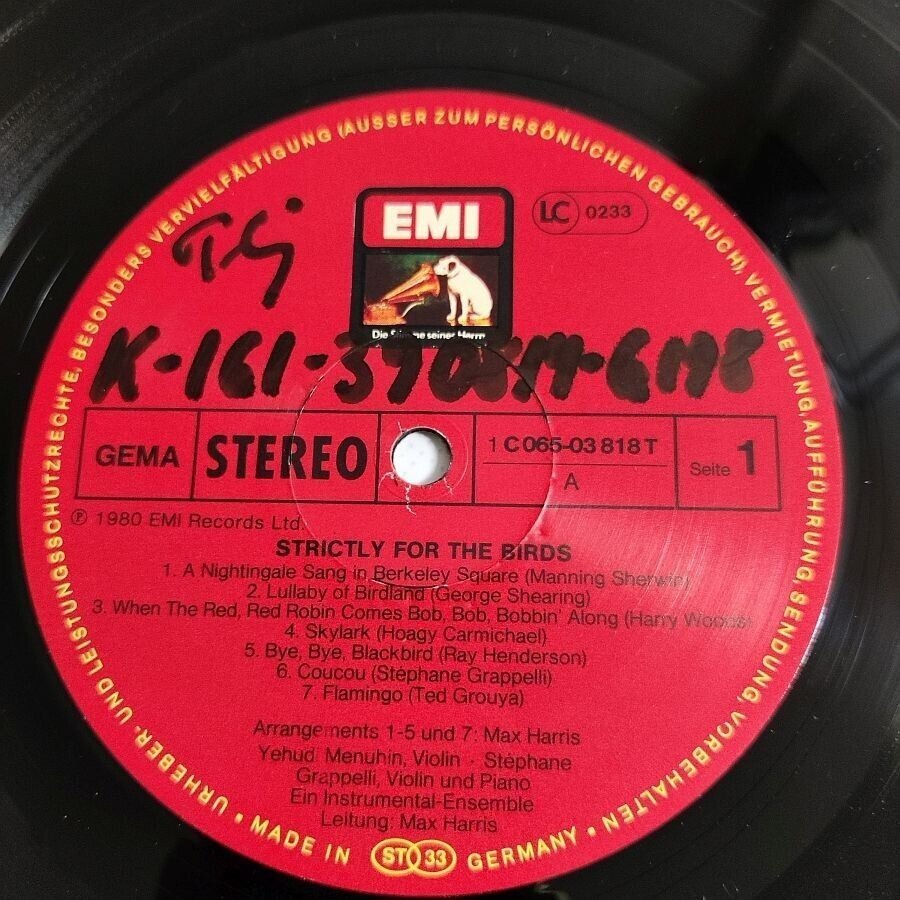 URHEBER- UND LEISTUNGSSCHUTZRECHTE, BESONDERS VERVIELFÄLTIGUNG (AUSSER ZUM PERSÖNLICHEN GEBRAUCH), VERMIETUNG, AUFFÜHRUNG, SENDUNG, VORBEHALTEN • MADE IN ST 33 GERMANY •
EMI
LC 0233
Die Stimme seines Herrn
GEMA
STEREO
1 C 065-03 818 T
A
Seite 1
℗ 1980 EMI Records Ltd.
STRICTLY FOR THE BIRDS
1. A Nightingale Sang in Berkeley Square (Manning Sherwin)
2. Lullaby of Birdland (George Shearing)
3. When The Red, Red Robin Comes Bob, Bob, Bobbin' Along (Harry Woods)
4. Skylark (Hoagy Carmichael)
5. Bye, Bye, Blackbird (Ray Henderson)
6. Coucou (Stéphane Grappelli)
7. Flamingo (Ted Grouya)
Arrangements 1-5 und 7: Max Harris
Yehudi Menuhin, Violin · Stéphane
Grappelli, Violin und Piano
Ein Instrumental-Ensemble
Leitung: Max Harris